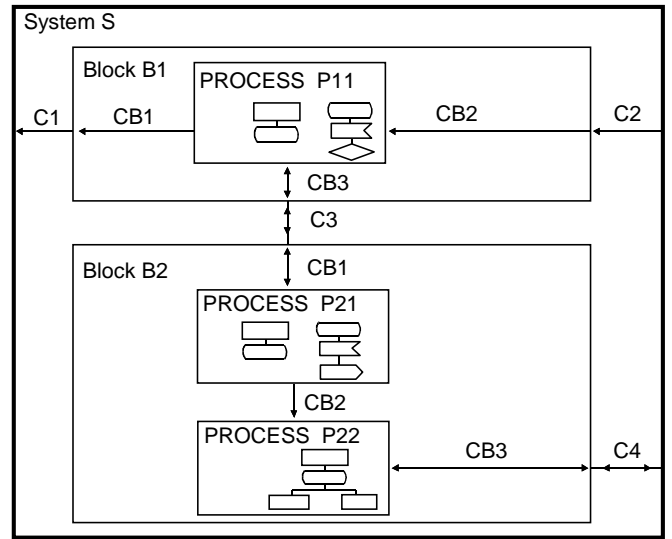 System S
Block B1
PROCESS P11
C1
CB1
CB2
C2
CB3
C3
Block B2
CB1
PROCESS P21
CB2
PROCESS P22
CB3
C4